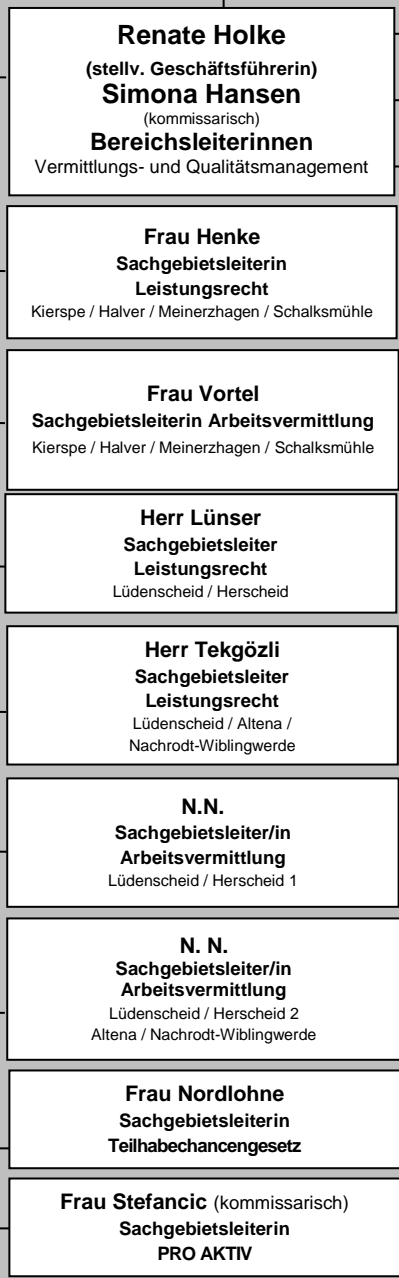 Renate Holke
(stellv. Geschäftsführerin)
Simona Hansen
(kommissarisch)
Bereichsleiterinnen
Vermittlungs- und Qualitätsmanagement
Frau Henke
Sachgebietsleiterin
Leistungsrecht
Kierspe / Halver / Meinerzhagen / Schalksmühle
Frau Vortel
Sachgebietsleiterin Arbeitsvermittlung
Kierspe / Halver / Meinerzhagen / Schalksmühle
Herr Lünser
Sachgebietsleiter
Leistungsrecht
Lüdenscheid / Herscheid
Herr Tekgözli
Sachgebietsleiter
Leistungsrecht
Lüdenscheid / Altena /
Nachrodt-Wiblingwerde
N.N.
Sachgebietsleiter/in
Arbeitsvermittlung
Lüdenscheid / Herscheid 1
N. N.
Sachgebietsleiter/in
Arbeitsvermittlung
Lüdenscheid / Herscheid 2
Altena / Nachrodt-Wiblingwerde
Frau Nordlohne
Sachgebietsleiterin
Teilhabechancengesetz
Frau Stefancic (kommissarisch)
Sachgebietsleiterin
PRO AKTIV